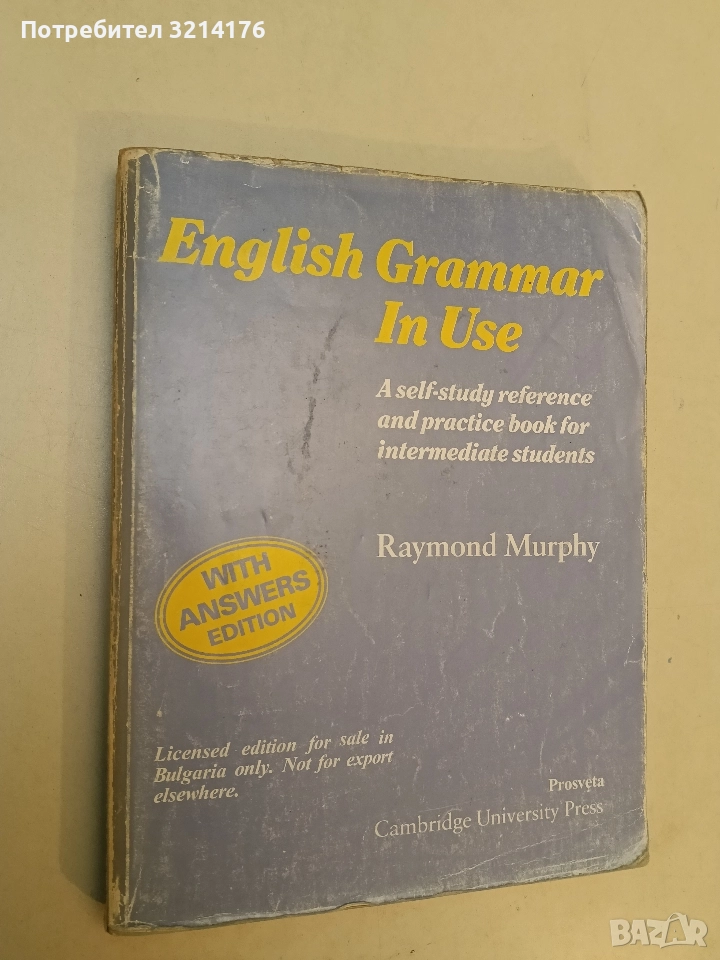 Потребител 3214176
English Grammar
In Use
A self-study reference
and practice book for
intermediate students
Raymond Murphy
WITH
ANSWERS
EDITION
Licensed edition for sale in
Bulgaria only. Not for export
elsewhere.
Prosveta
Cambridge University Press
BAZAR